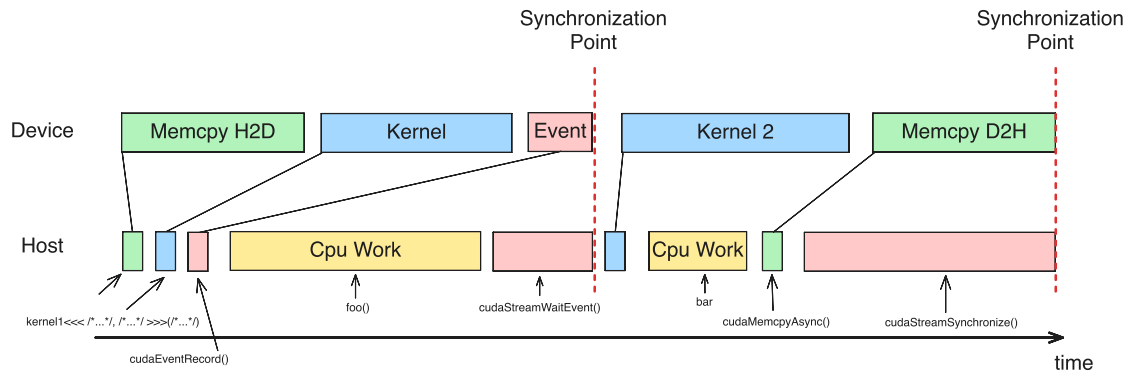 Synchronization
Point
Synchronization
Point
Device
Memcpy H2D
Kernel
Event
Kernel 2
Memcpy D2H
Host
Cpu Work
Cpu Work
foo()
cudaStreamWaitEvent()
bar
kernel1<<< /*...*/, /*...*/ >>>(/*...*/)
cudaMemcpyAsync()
cudaStreamSynchronize()
cudaEventRecord()
time